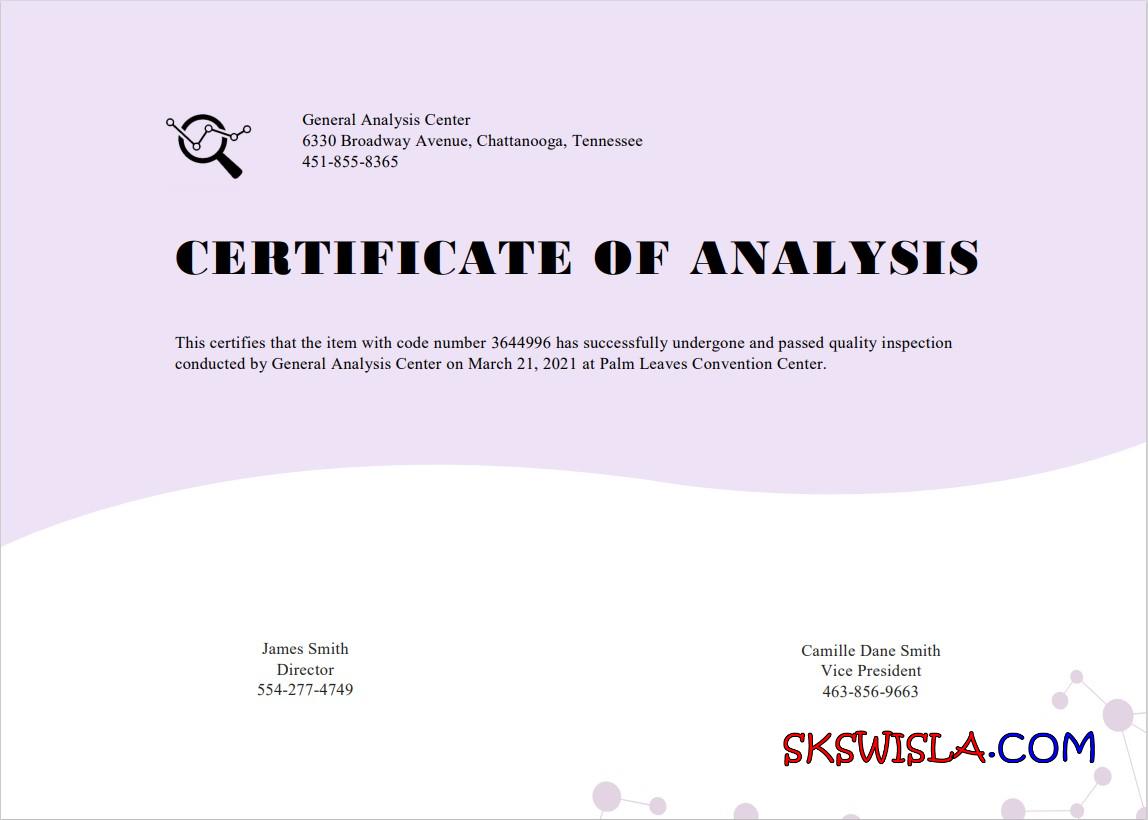 General Analysis Center
6330 Broadway Avenue, Chattanooga, Tennessee
451-855-8365
CERTIFICATE OF ANALYSIS
This certifies that the item with code number 3644996 has successfully undergone and passed quality inspection
conducted by General Analysis Center on March 21, 2021 at Palm Leaves Convention Center.
James Smith
Director
554-277-4749
Camille Dane Smith
Vice President
463-856-9663
SKSWISLA.COM